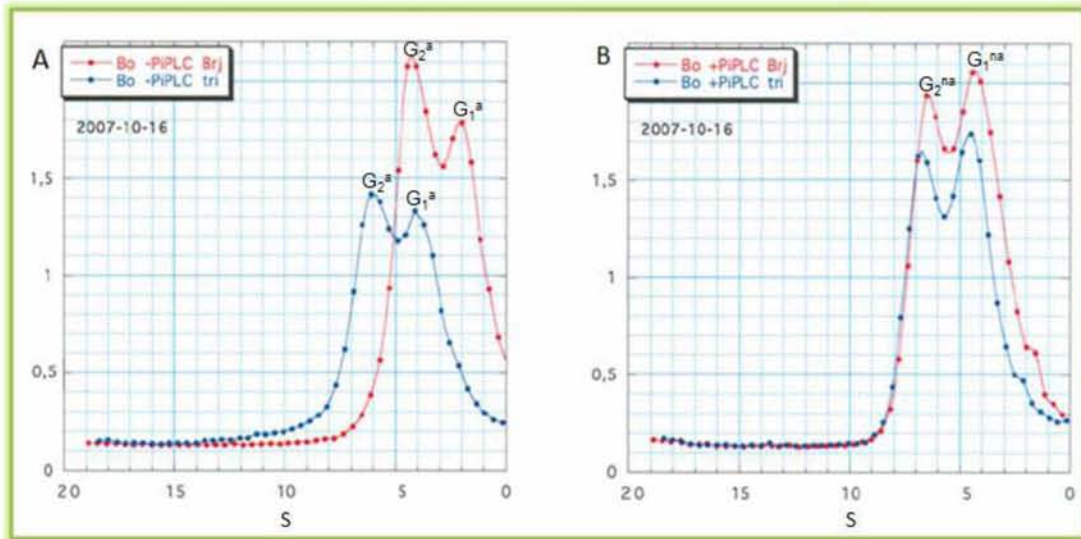 A
Bo -PiPLC Brj
Bo -PiPLC tri
2007-10-16
G₂ᵃ
G₁ᵃ
G₂ᵃ
G₁ᵃ
1,5
1
0,5
0
20 15 10 5 0
S
B
Bo +PiPLC Brj
Bo +PiPLC tri
2007-10-16
G₂ⁿᵃ
G₁ⁿᵃ
1,5
1
0,5
0
20 15 10 5 0
S